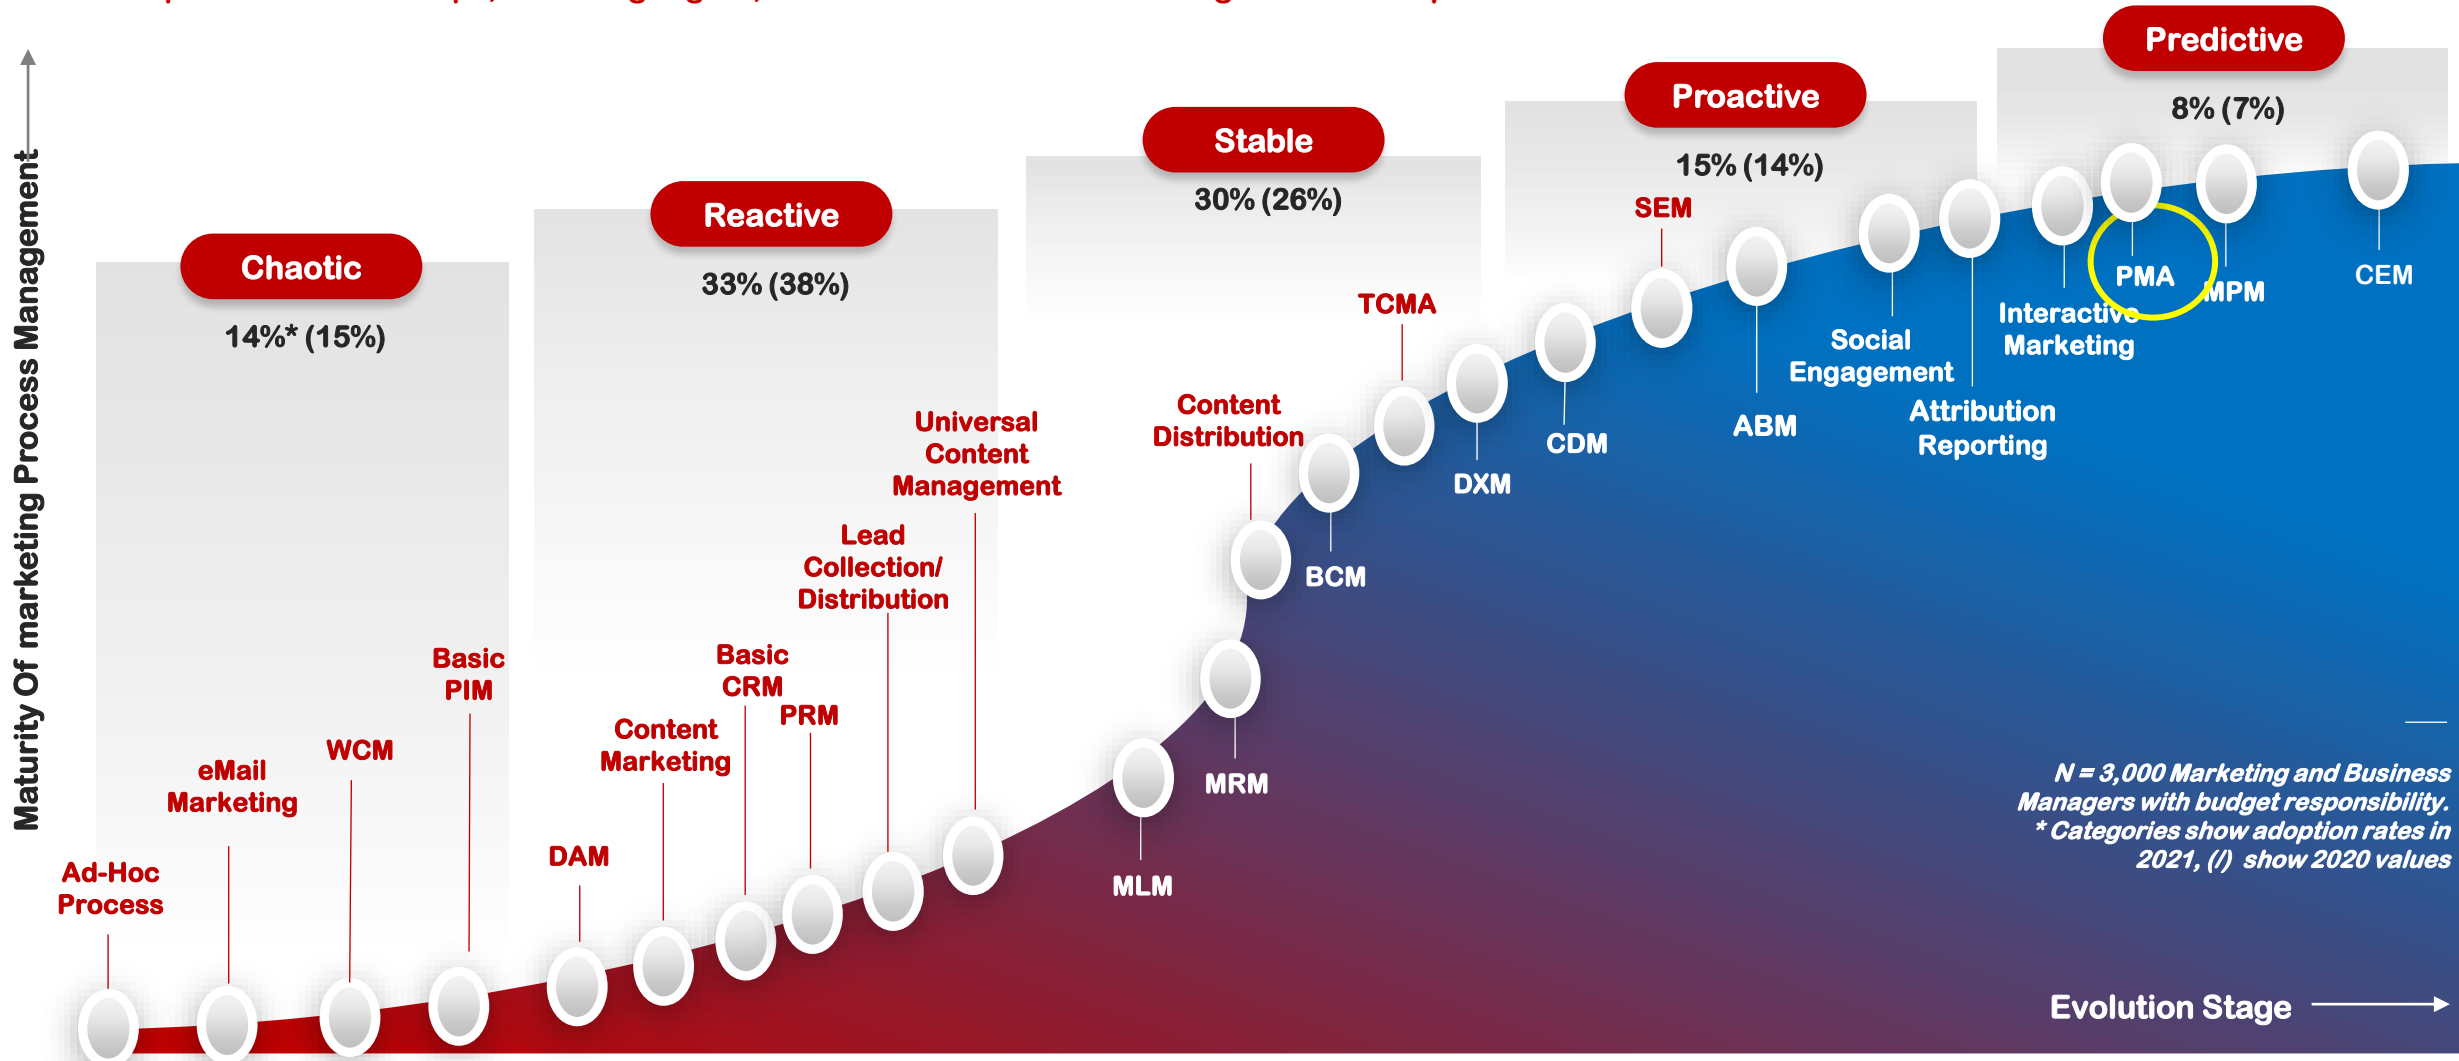 Predictive
8% (7%)
Proactive
15% (14%)
Stable
30% (26%)
Reactive
33% (38%)
Chaotic
14%* (15%)
Maturity Of marketing Process Management
Ad-Hoc
Process
eMail
Marketing
WCM
Basic
PIM
DAM
Content
Marketing
Basic
CRM
PRM
Lead
Collection/
Distribution
Universal
Content
Management
MLM
MRM
Content
Distribution
BCM
TCMA
DXM
CDM
SEM
ABM
Social
Engagement
Attribution
Reporting
Interactive
Marketing
PMA
MPM
CEM
N = 3,000 Marketing and Business
Managers with budget responsibility.
* Categories show adoption rates in
2021, (/) show 2020 values
Evolution Stage